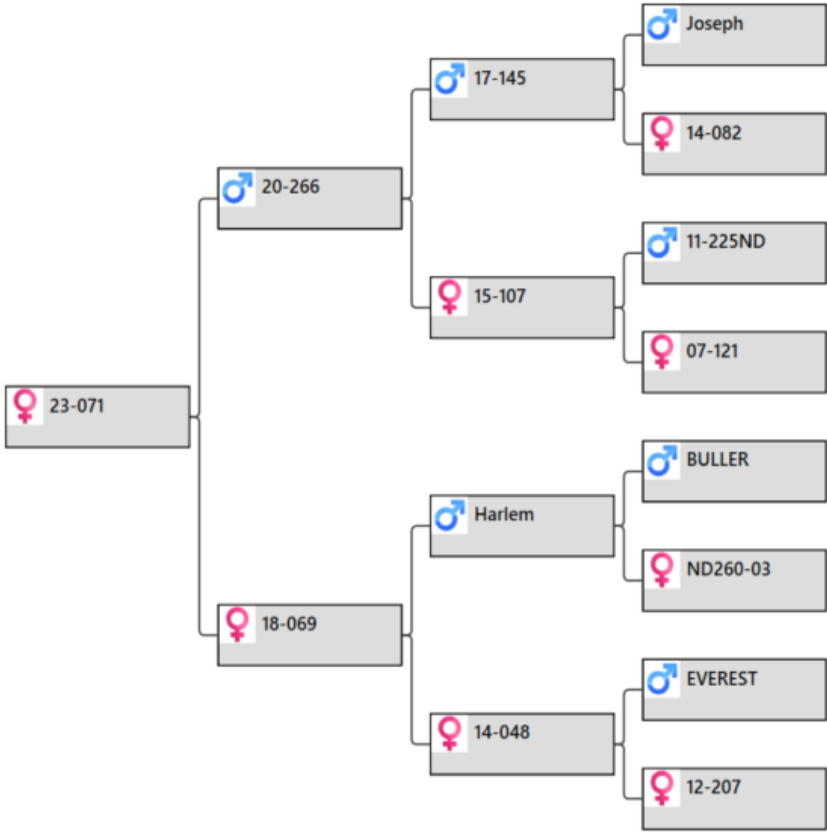 Joseph
17-145
14-082
20-266
11-225ND
15-107
07-121
23-071
BULLER
Harlem
ND260-03
18-069
EVEREST
14-048
12-207